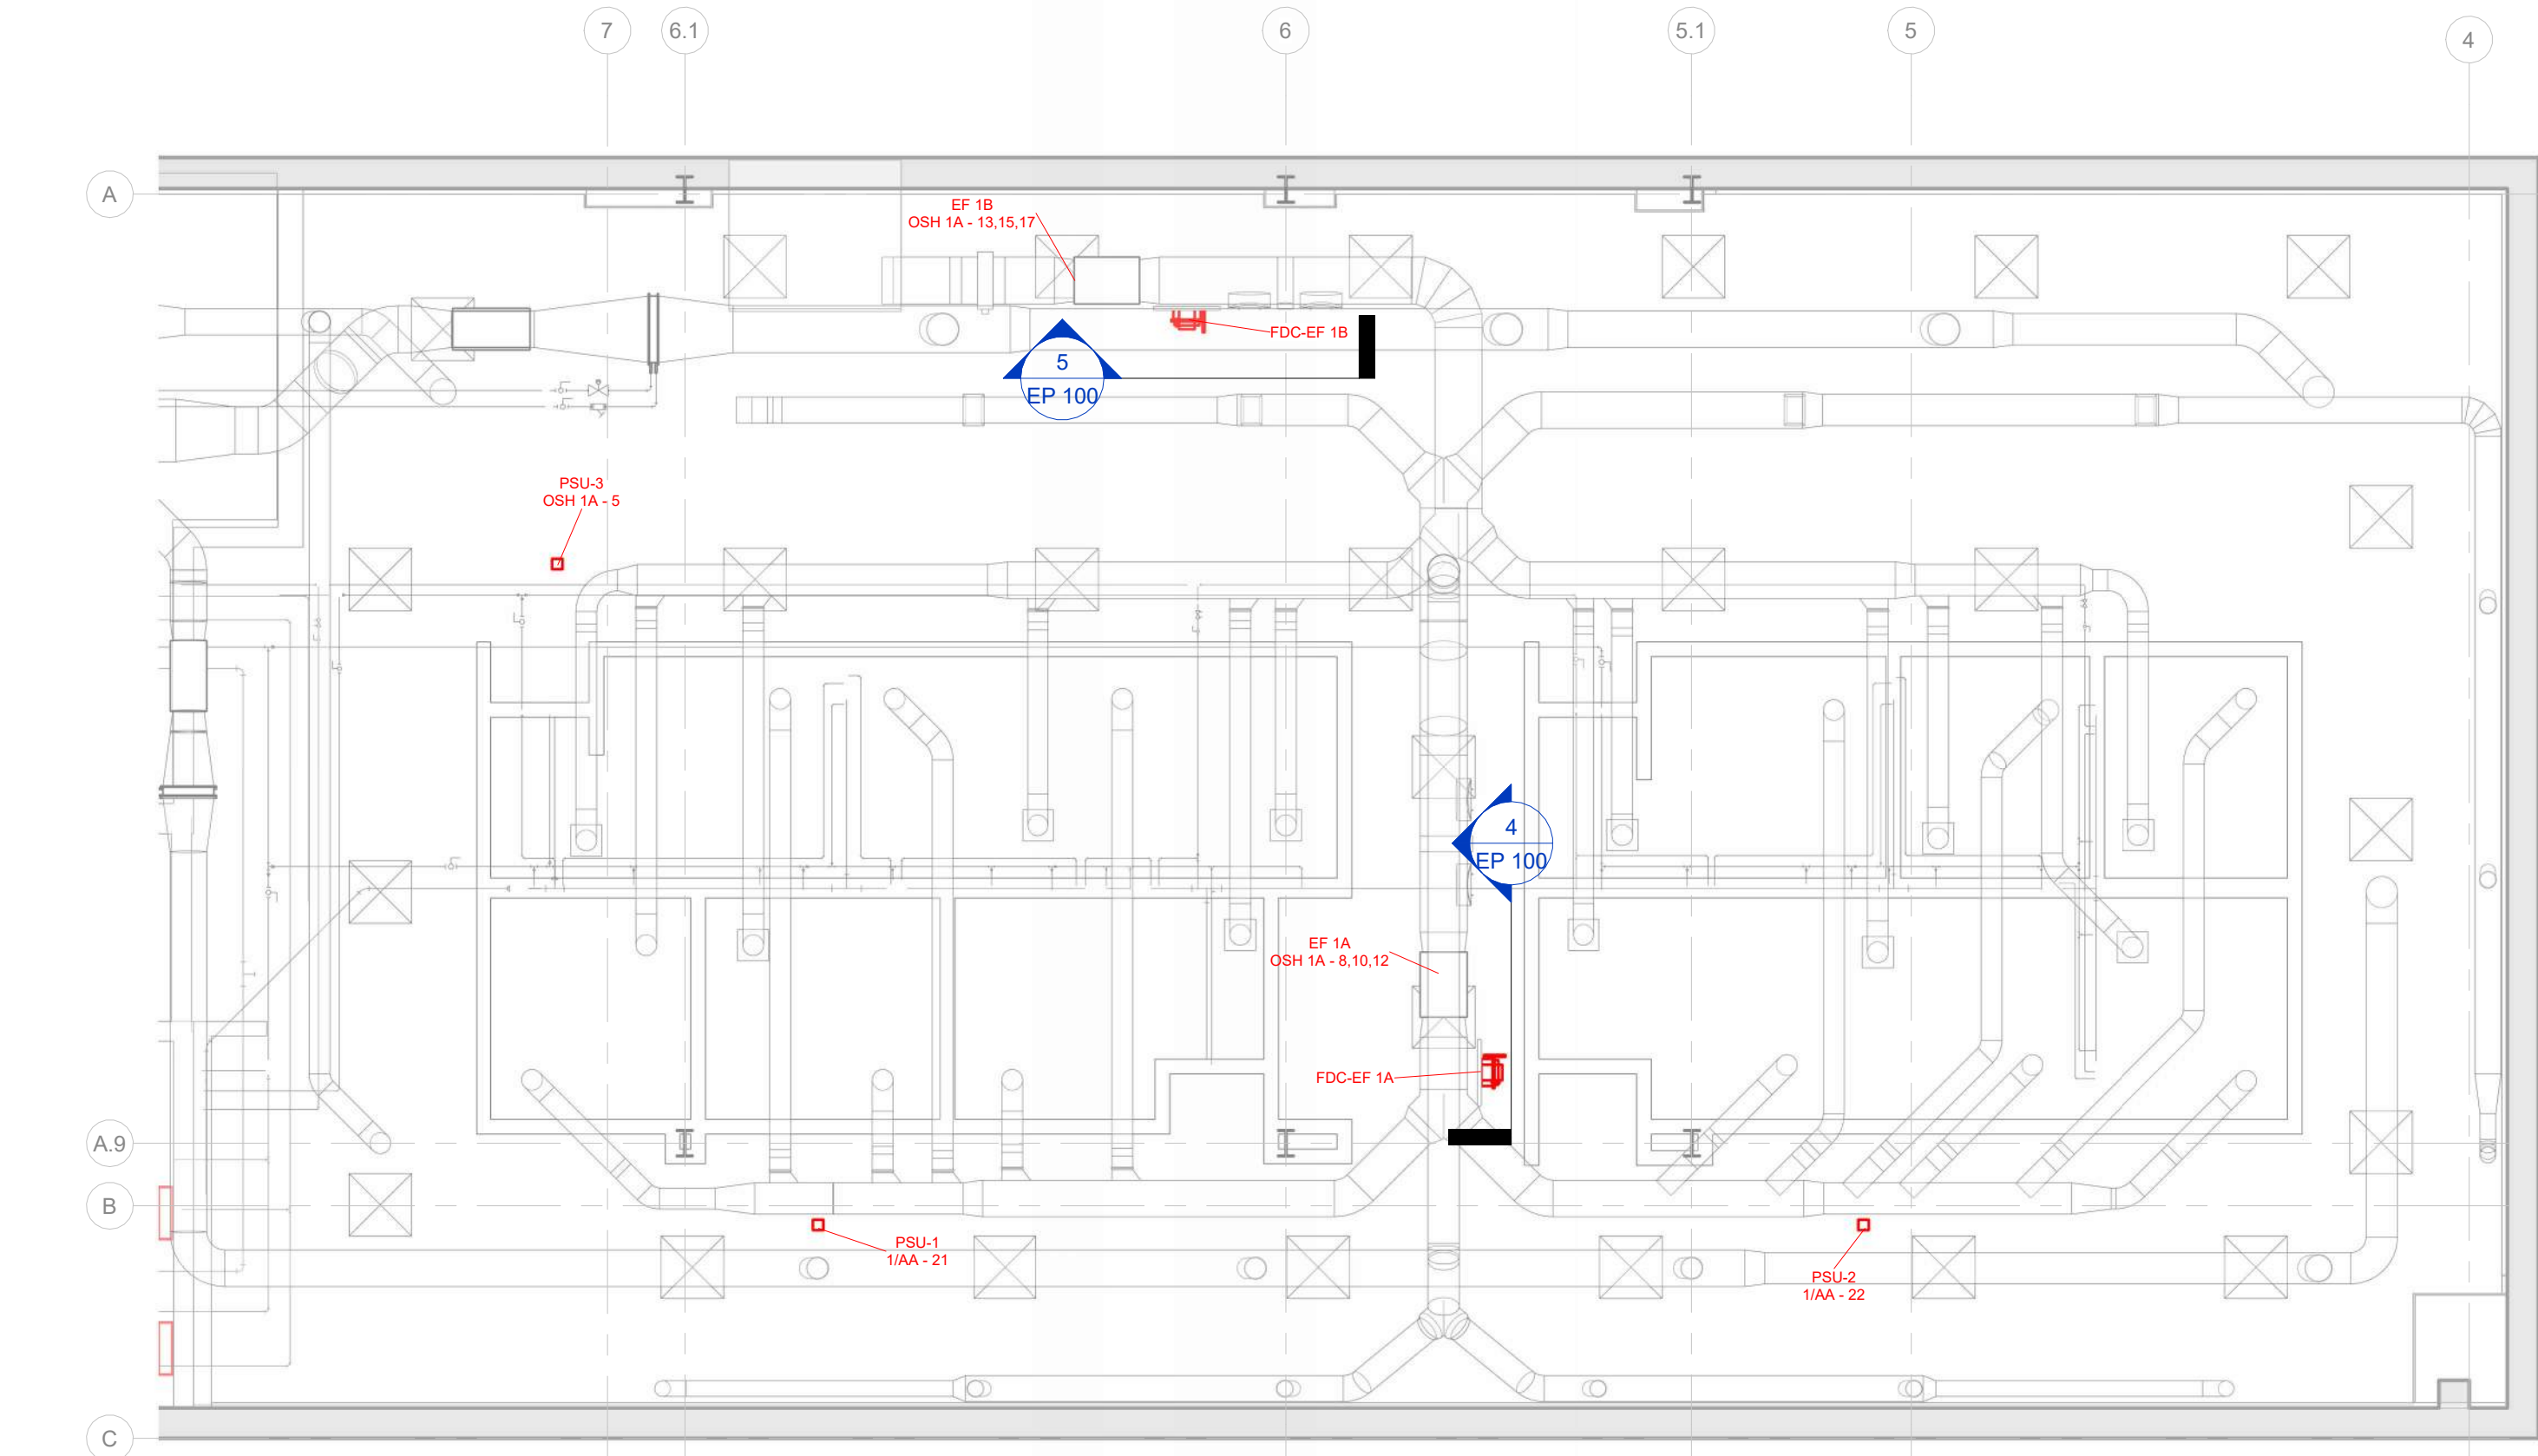 7
6.1
6
5.1
5
4
A
EF 1B
OSH 1A - 13,15,17
FDC-EF 1B
5
EP 100
PSU-3
OSH 1A - 5
4
EP 100
EF 1A
OSH 1A - 8,10,12
FDC-EF 1A
A.9
B
PSU-1
1/AA - 21
PSU-2
1/AA - 22
C